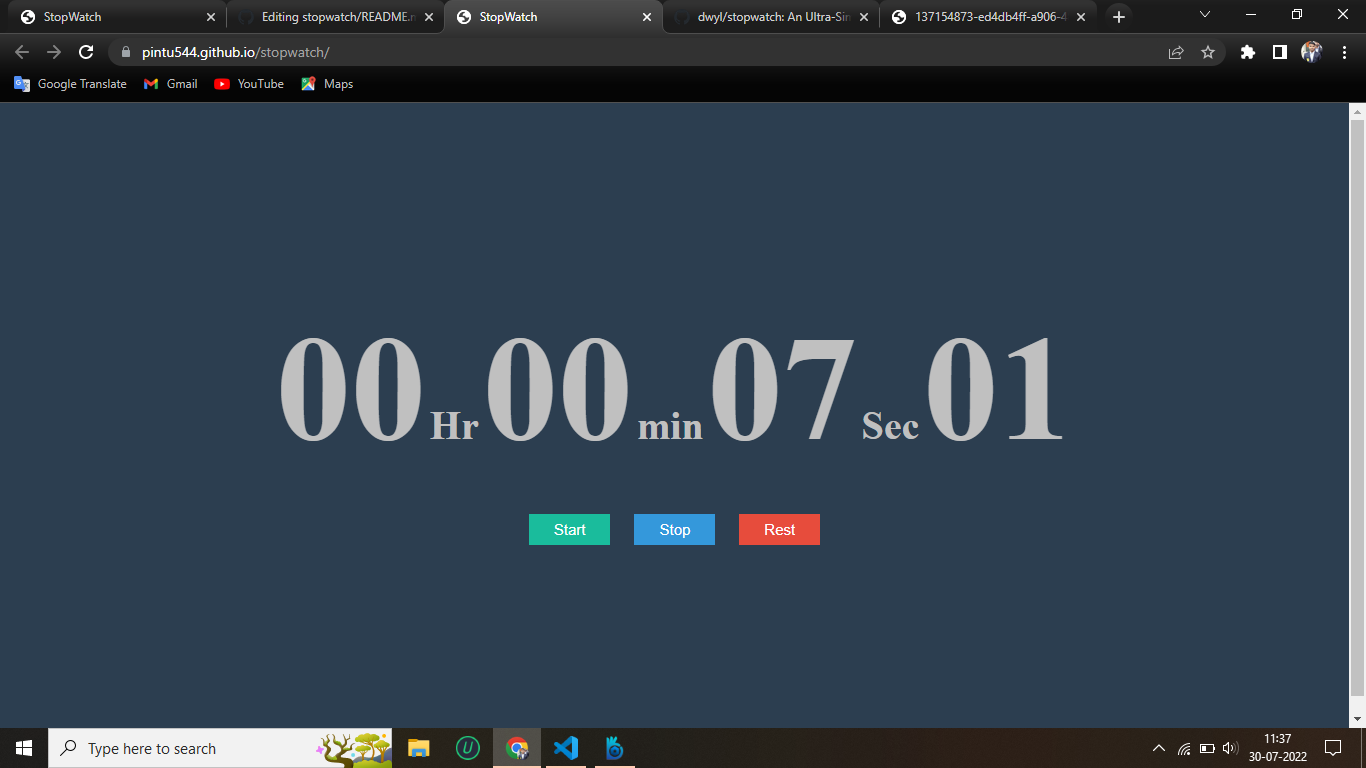 StopWatch
Editing stopwatch/README.m
StopWatch
dwyl/stopwatch: An Ultra-Sim
137154873-ed4db4ff-a906-4
pintu544.github.io/stopwatch/
Google Translate Gmail YouTube Maps
00 Hr 00 min 07 Sec 01
Start Stop Rest
Type here to search
11:37
30-07-2022